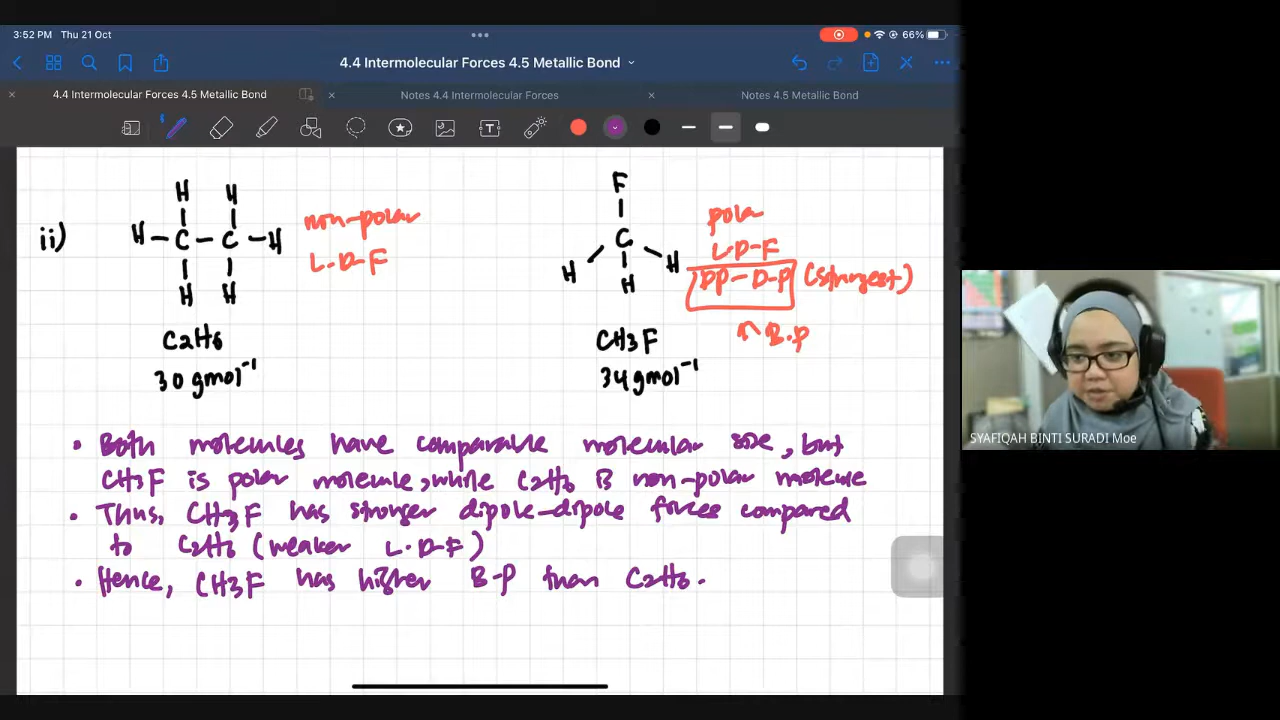 3:52 PM Thu 21 Oct
66%
4.4 Intermolecular Forces 4.5 Metallic Bond
4.4 Intermolecular Forces 4.5 Metallic Bond
Notes 4.4 Intermolecular Forces
Notes 4.5 Metallic Bond
ii)
H H
H-C-C-H
H H
non-polar
L.D.F
C2H6
30 gmol-1
F
C
H H
H
polar
L.D.F
DP-D.P (strongest)
↑ B.P
CH3F
34 gmol-1
• Both molecules have comparable molecular size, but
CH3F is polar molecule, while C2H6 is non-polar molecule
• Thus, CH3F has stronger dipole-dipole forces compared
to C2H6 (weaker L.D.F)
• Hence, CH3F has higher B.P than C2H6.
SYAFIQAH BINTI SURADI Moe